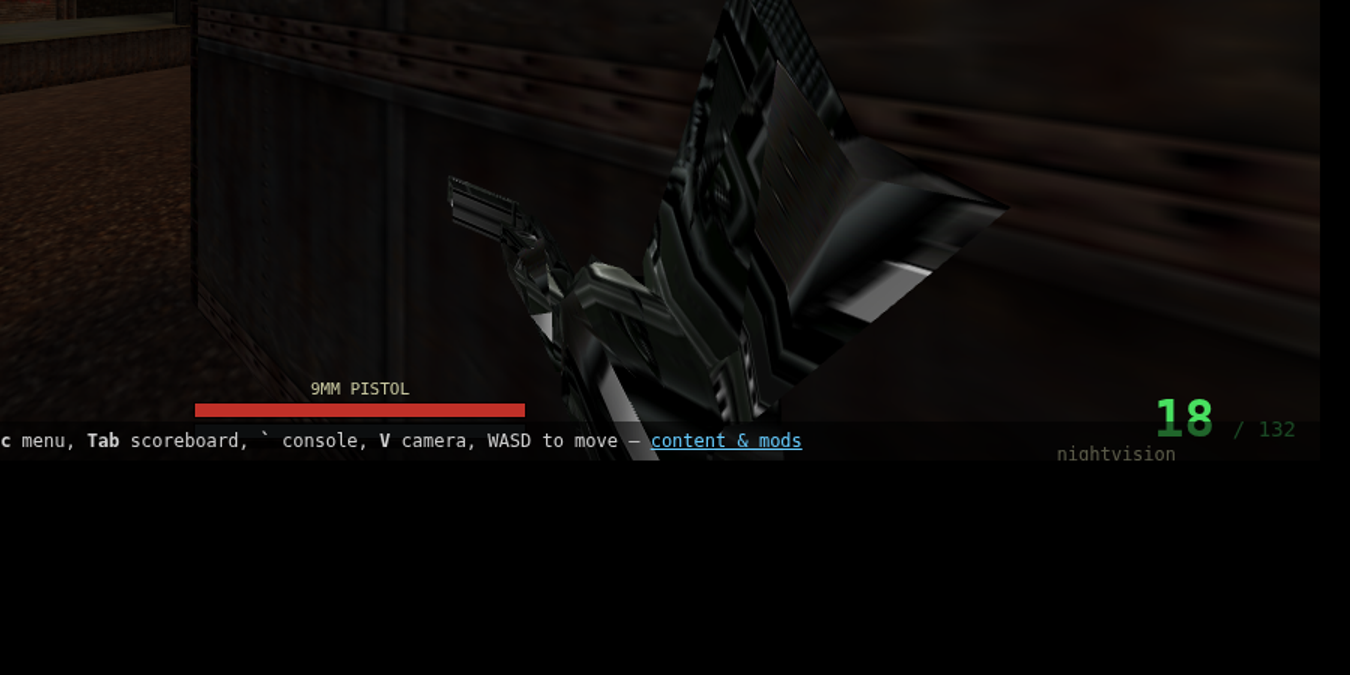 9MM PISTOL
c menu, Tab scoreboard, ` console, V camera, WASD to move — content & mods
18 / 132
nightvision